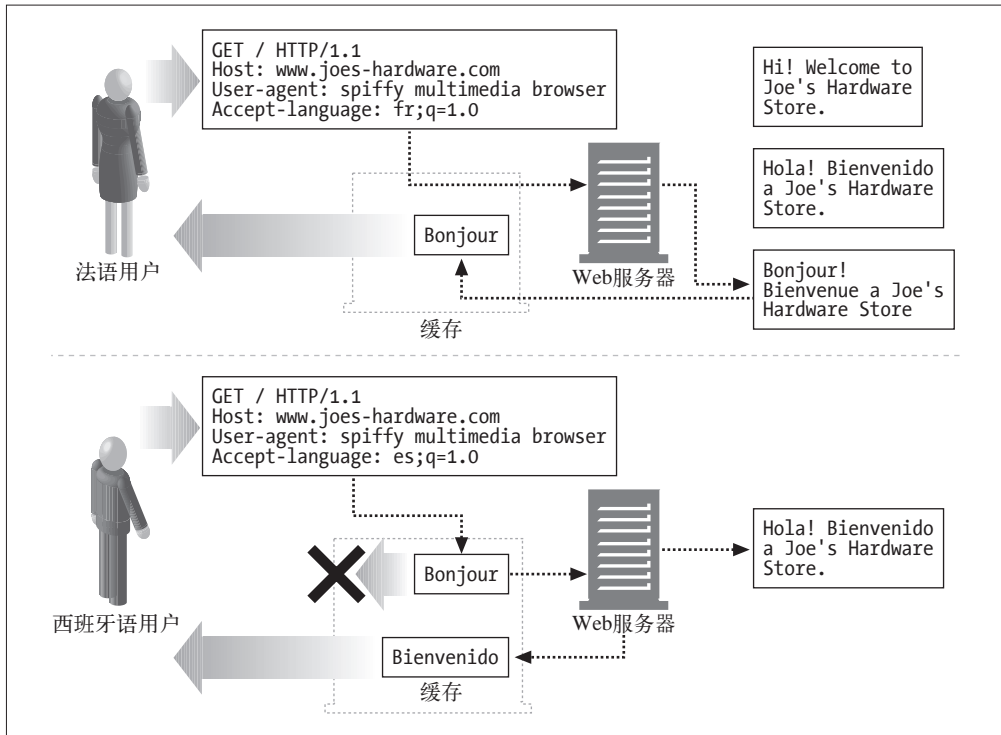 GET / HTTP/1.1
Host: www.joes-hardware.com
User-agent: spiffy multimedia browser
Accept-language: fr;q=1.0
Hi! Welcome to
Joe's Hardware
Store.
Hola! Bienvenido
a Joe's Hardware
Store.
Bonjour
法语用户
Web服务器
Bonjour!
Bienvenue a Joe's
Hardware Store
缓存
GET / HTTP/1.1
Host: www.joes-hardware.com
User-agent: spiffy multimedia browser
Accept-language: es;q=1.0
Hola! Bienvenido
a Joe's Hardware
Store.
Bonjour
西班牙语用户
Web服务器
Bienvenido
缓存